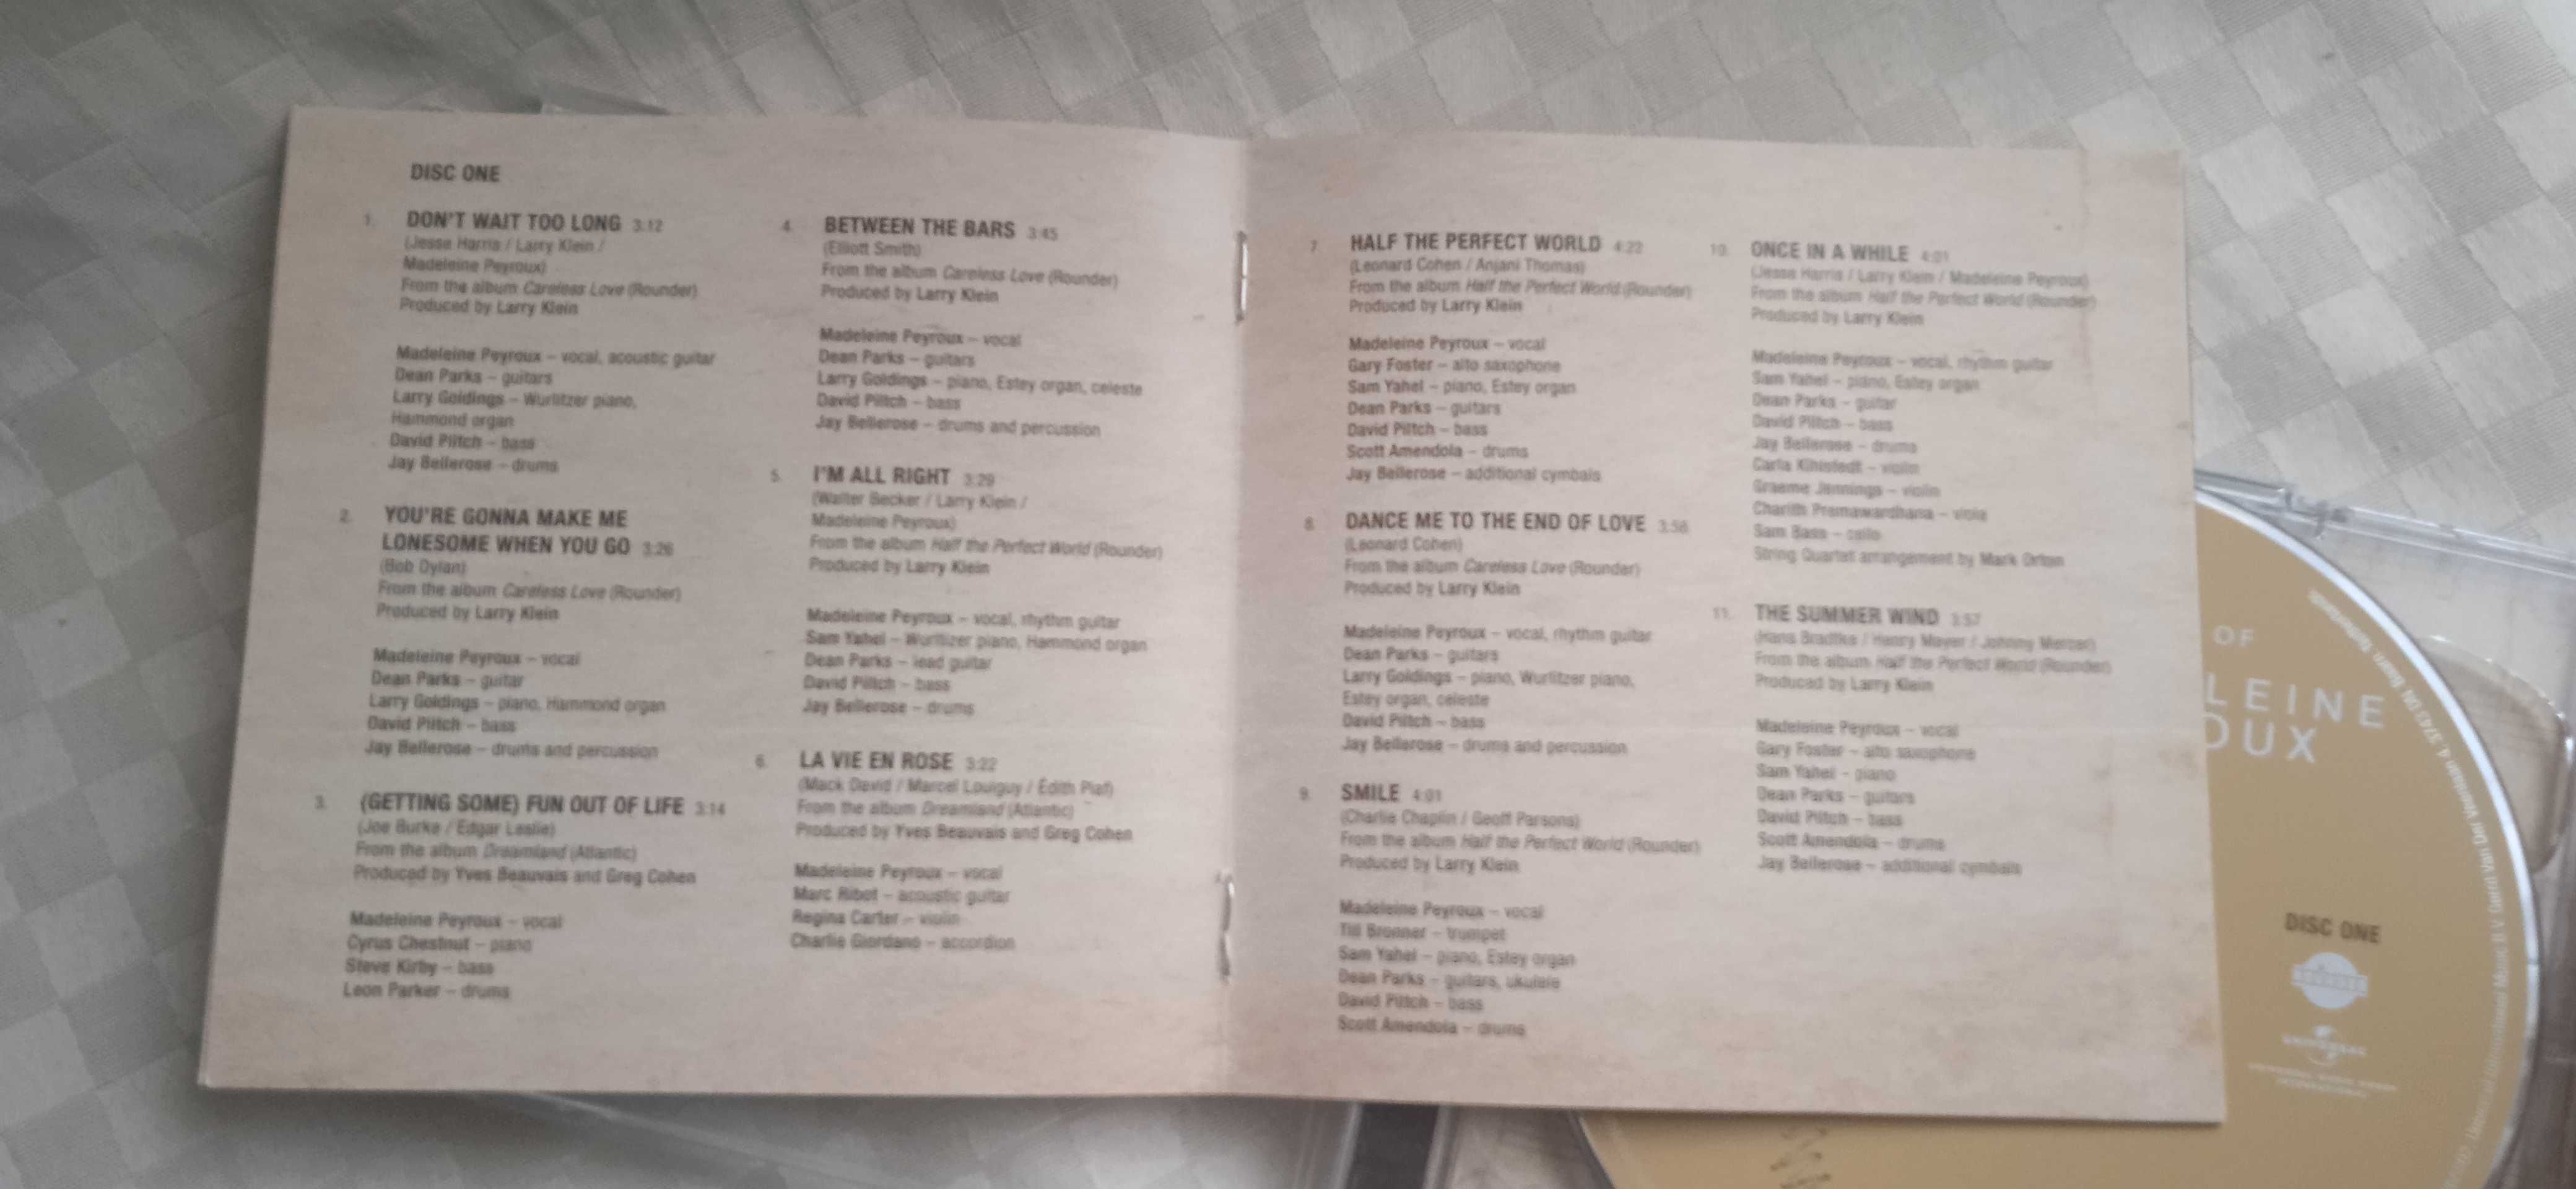 DISC ONE
1. DON'T WAIT TOO LONG 3:12
(Jesse Harris / Larry Klein /
Madeleine Peyroux)
From the album Careless Love (Rounder)
Produced by Larry Klein
Madeleine Peyroux – vocal, acoustic guitar
Dean Parks – guitars
Larry Goldings – Wurlitzer piano,
Hammond organ
David Piltch – bass
Jay Bellerose – drums
2. YOU'RE GONNA MAKE ME
LONESOME WHEN YOU GO 3:26
(Bob Dylan)
From the album Careless Love (Rounder)
Produced by Larry Klein
Madeleine Peyroux – vocal
Dean Parks – guitar
Larry Goldings – piano, Hammond organ
David Piltch – bass
Jay Bellerose – drums and percussion
3. (GETTING SOME) FUN OUT OF LIFE 3:14
(Joe Burke / Edgar Leslie)
From the album Dreamland (Atlantic)
Produced by Yves Beauvais and Greg Cohen
Madeleine Peyroux – vocal
Cyrus Chestnut – piano
Steve Kirby – bass
Leon Parker – drums
4. BETWEEN THE BARS 3:45
(Elliott Smith)
From the album Careless Love (Rounder)
Produced by Larry Klein
Madeleine Peyroux – vocal
Dean Parks – guitars
Larry Goldings – piano, Estey organ, celeste
David Piltch – bass
Jay Bellerose – drums and percussion
5. I'M ALL RIGHT 3:29
(Walter Becker / Larry Klein /
Madeleine Peyroux)
From the album Half the Perfect World (Rounder)
Produced by Larry Klein
Madeleine Peyroux – vocal, rhythm guitar
Sam Yahel – Wurlitzer piano, Hammond organ
Dean Parks – lead guitar
David Piltch – bass
Jay Bellerose – drums
6. LA VIE EN ROSE 3:22
(Mack David / Marcel Louiguy / Édith Piaf)
From the album Dreamland (Atlantic)
Produced by Yves Beauvais and Greg Cohen
Madeleine Peyroux – vocal
Marc Ribot – acoustic guitar
Regina Carter – violin
Charlie Giordano – accordion
7. HALF THE PERFECT WORLD 4:22
(Leonard Cohen / Anjani Thomas)
From the album Half the Perfect World (Rounder)
Produced by Larry Klein
Madeleine Peyroux – vocal
Gary Foster – alto saxophone
Sam Yahel – piano, Estey organ
Dean Parks – guitars
David Piltch – bass
Scott Amendola – drums
Jay Bellerose – additional cymbals
8. DANCE ME TO THE END OF LOVE 3:56
(Leonard Cohen)
From the album Careless Love (Rounder)
Produced by Larry Klein
Madeleine Peyroux – vocal, rhythm guitar
Dean Parks – guitars
Larry Goldings – piano, Wurlitzer piano,
Estey organ, celeste
David Piltch – bass
Jay Bellerose – drums and percussion
9. SMILE 4:01
(Charlie Chaplin / Geoff Parsons)
From the album Half the Perfect World (Rounder)
Produced by Larry Klein
Madeleine Peyroux – vocal
Till Bronner – trumpet
Sam Yahel – piano, Estey organ
Dean Parks – guitars, ukulele
David Piltch – bass
Scott Amendola – drums
10. ONCE IN A WHILE 4:01
(Jesse Harris / Larry Klein / Madeleine Peyroux)
From the album Half the Perfect World (Rounder)
Produced by Larry Klein
Madeleine Peyroux – vocal, rhythm guitar
Sam Yahel – piano, Estey organ
Dean Parks – guitar
David Piltch – bass
Jay Bellerose – drums
Carla Kihlstedt – violin
Graeme Jennings – violin
Charith Premawardhana – viola
Sam Bass – cello
String Quartet arrangement by Mark Orton
11. THE SUMMER WIND 3:57
(Hans Bradtke / Henry Mayer / Johnny Mercer)
From the album Half the Perfect World (Rounder)
Produced by Larry Klein
Madeleine Peyroux – vocal
Gary Foster – alto saxophone
Sam Yahel – piano
Dean Parks – guitars
David Piltch – bass
Scott Amendola – drums
Jay Bellerose – additional cymbals
OF
LEINE
OUX
DISC ONE
UNIVERSAL